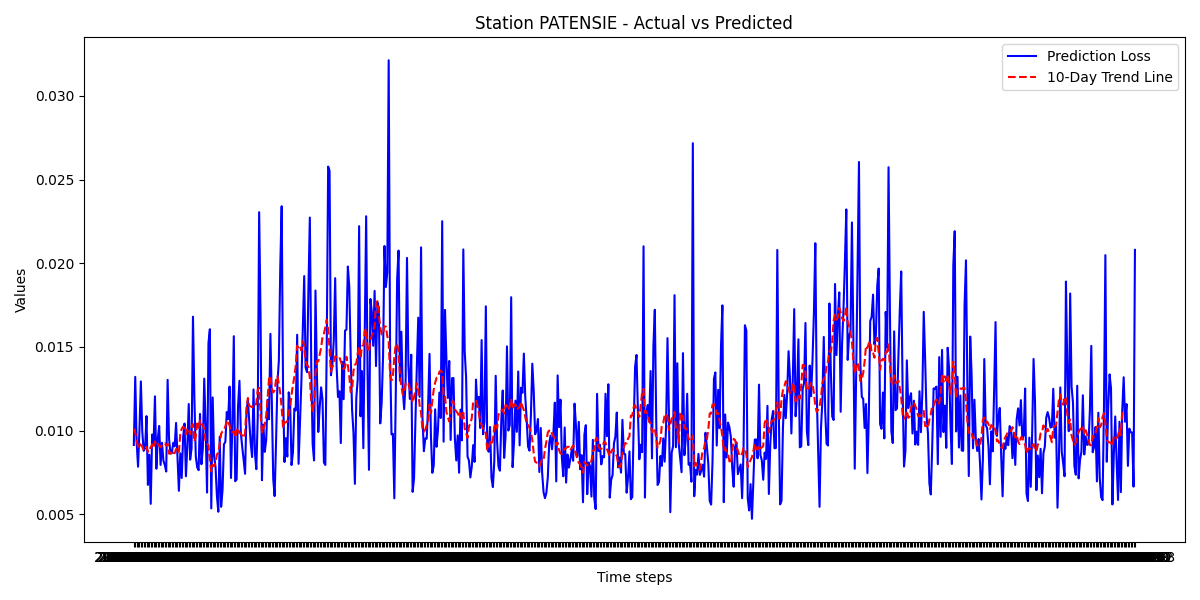 Station PATENSIE - Actual vs Predicted
Prediction Loss
10-Day Trend Line
Values
0.030
0.025
0.020
0.015
0.010
0.005
Time steps